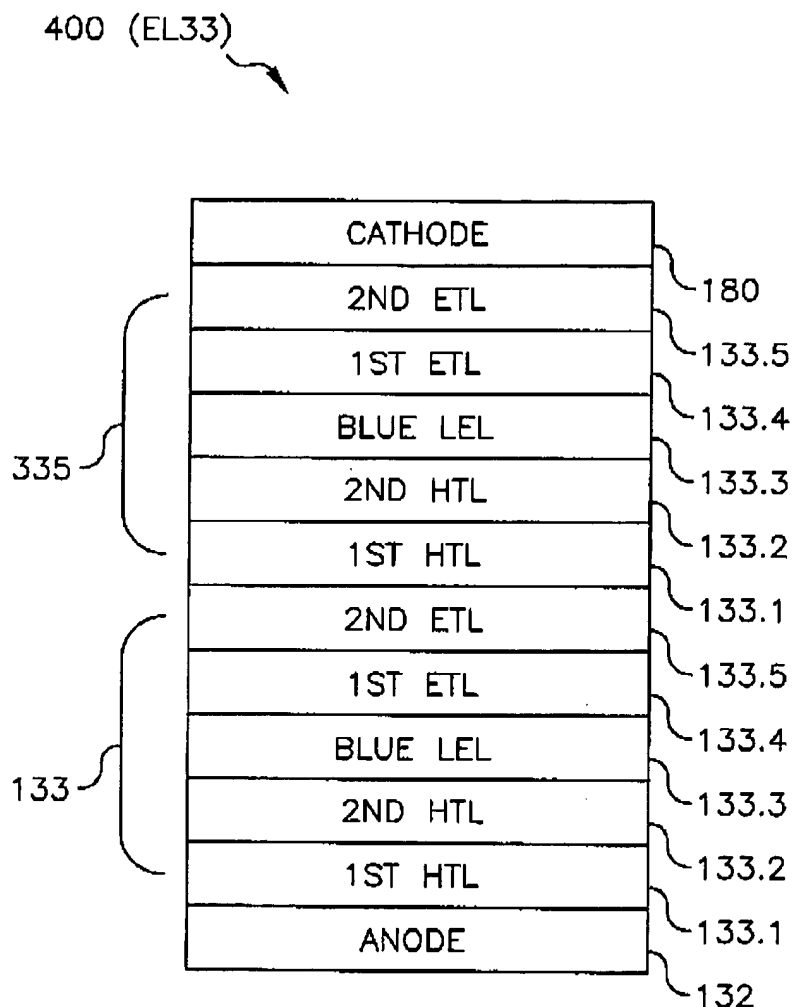 400 (EL33)
CATHODE
180
2ND ETL
133.5
1ST ETL
133.4
BLUE LEL
133.3
335
2ND HTL
133.2
1ST HTL
133.1
2ND ETL
133.5
1ST ETL
133.4
BLUE LEL
133.3
133
2ND HTL
133.2
1ST HTL
133.1
ANODE
132